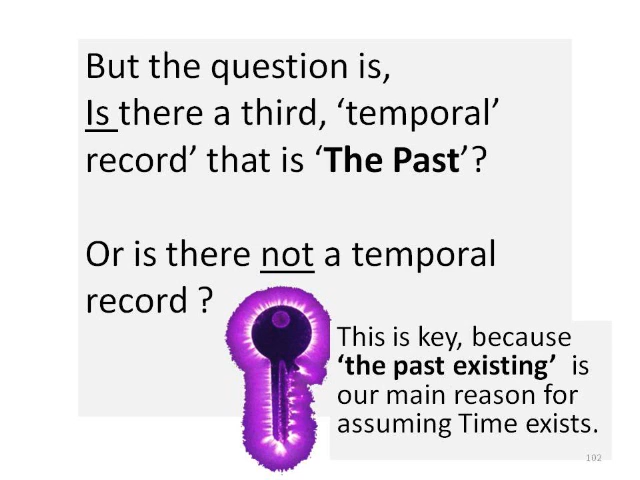 But the question is,
Is there a third, ‘temporal’
record’ that is ‘The Past’?
Or is there not a temporal
record ?
This is key, because
‘the past existing’ is
our main reason for
assuming Time exists.
102